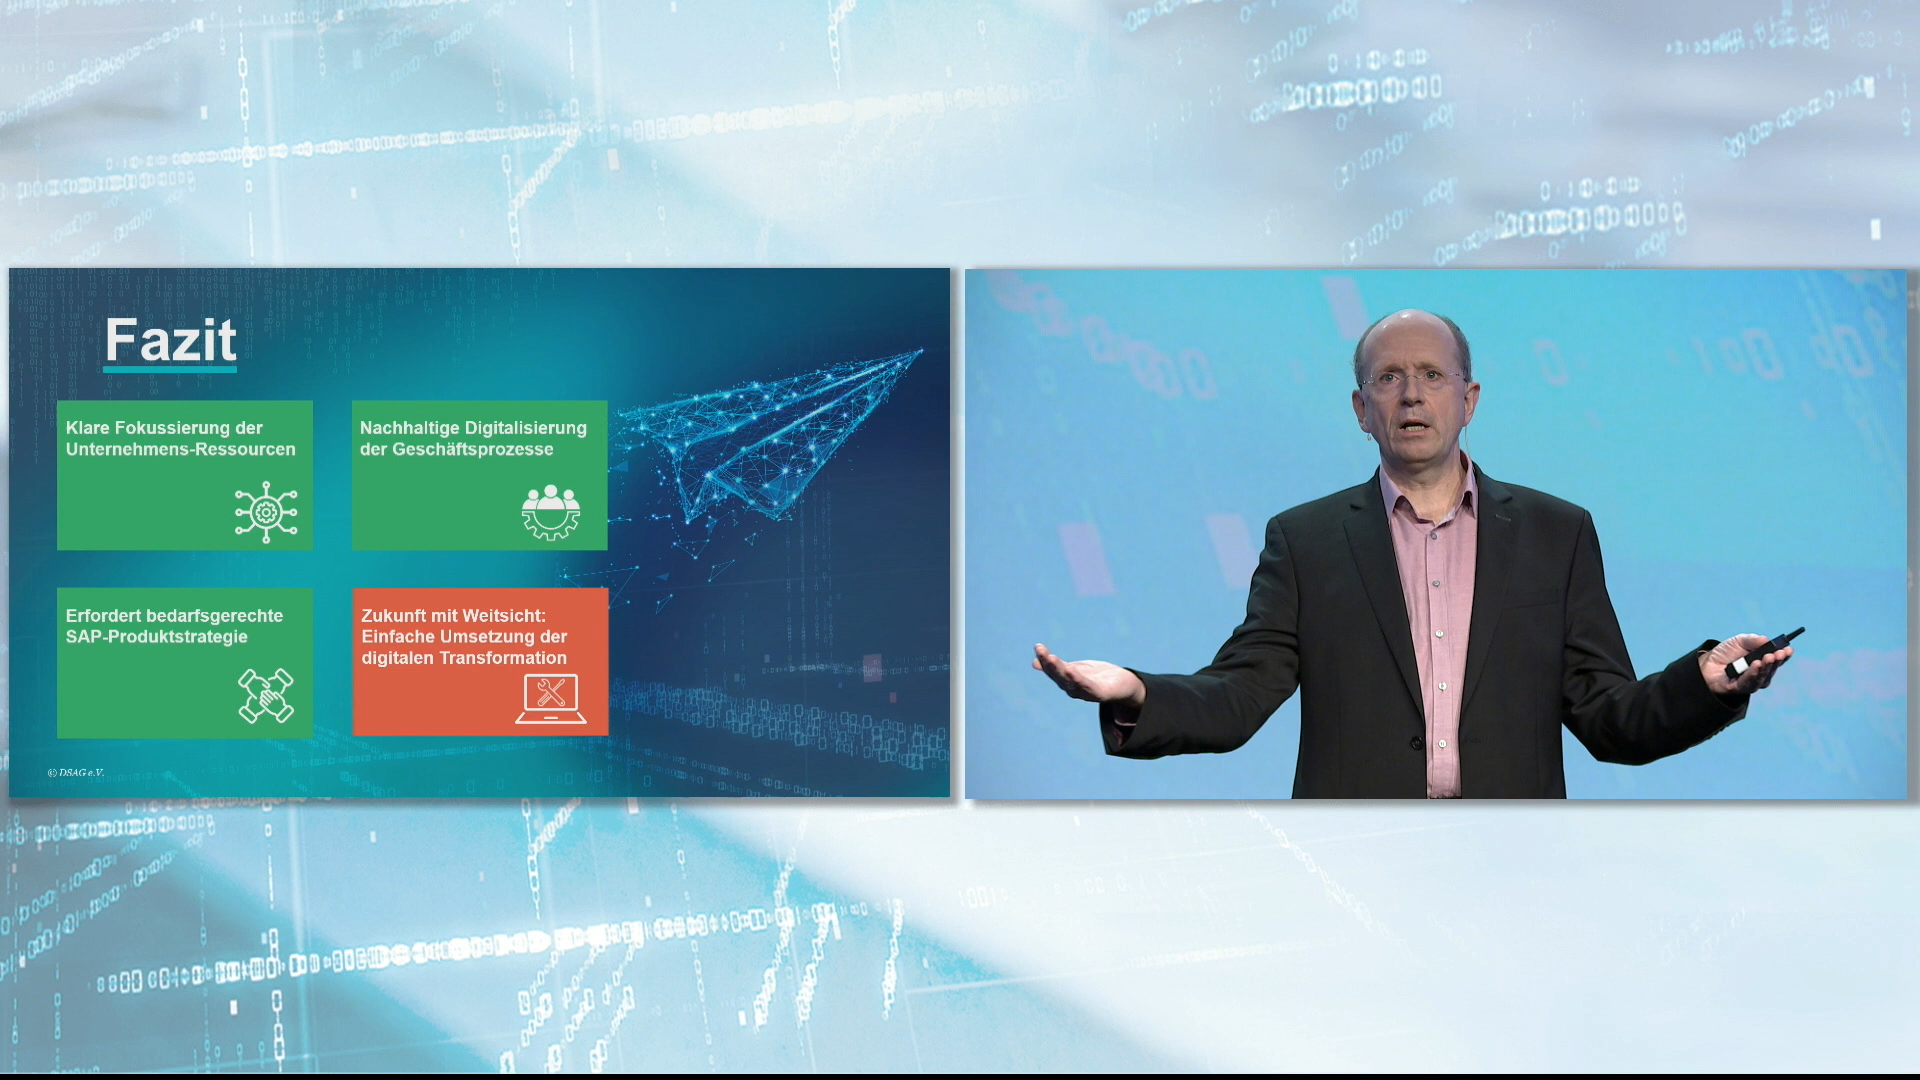 Fazit
Klare Fokussierung der
Unternehmens-Ressourcen
Nachhaltige Digitalisierung
der Geschäftsprozesse
Erfordert bedarfsgerechte
SAP-Produktstrategie
Zukunft mit Weitsicht:
Einfache Umsetzung der
digitalen Transformation
© DSAG e.V.